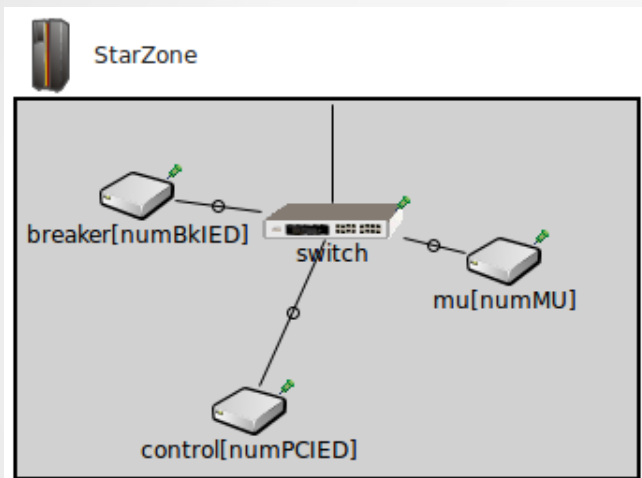 StarZone
breaker[numBkIED]
switch
mu[numMU]
control[numPCIED]